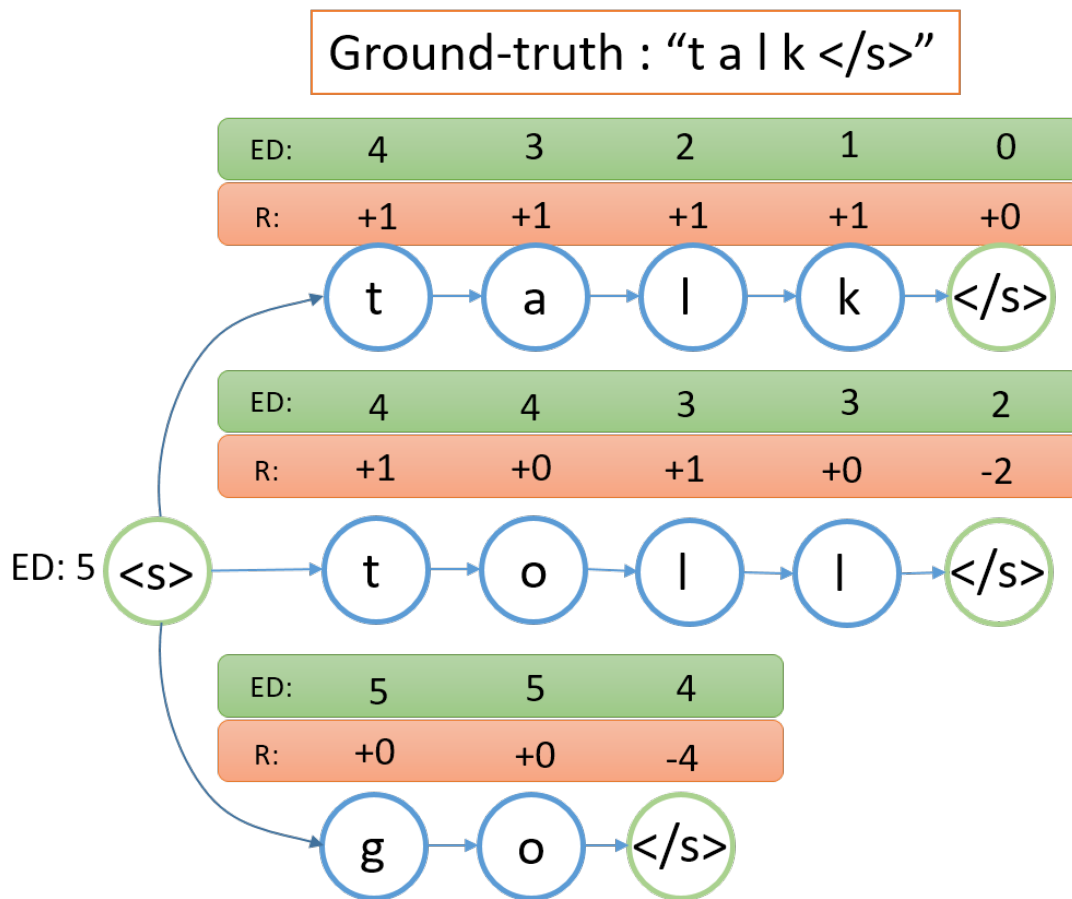 Ground-truth : “t a l k </s>”
ED: 4 3 2 1 0
R: +1 +1 +1 +1 +0
t a l k </s>
ED: 4 4 3 3 2
R: +1 +0 +1 +0 -2
ED: 5 <s> t o l l </s>
ED: 5 5 4
R: +0 +0 -4
g o </s>